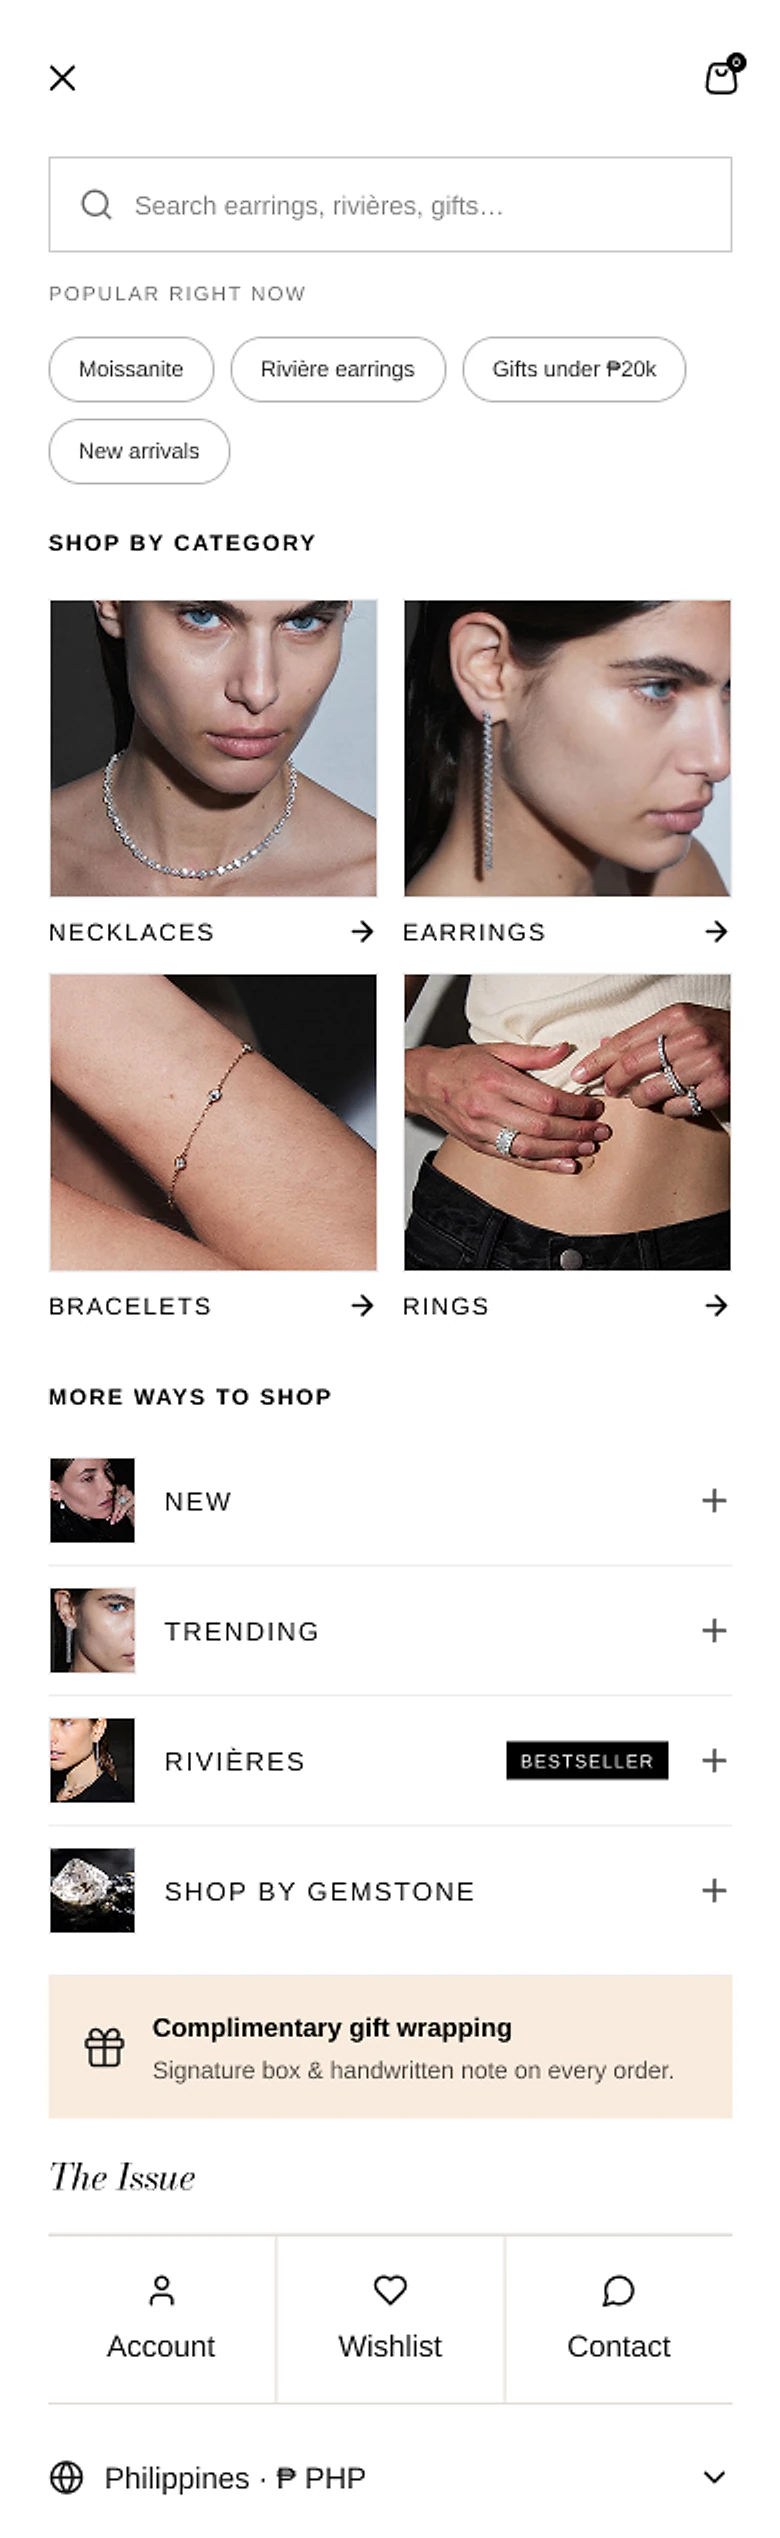 0
Search earrings, rivières, gifts...
POPULAR RIGHT NOW
Moissanite
Rivière earrings
Gifts under ₱20k
New arrivals
SHOP BY CATEGORY
NECKLACES
EARRINGS
BRACELETS
RINGS
MORE WAYS TO SHOP
NEW
TRENDING
RIVIÈRES
BESTSELLER
SHOP BY GEMSTONE
Complimentary gift wrapping
Signature box & handwritten note on every order.
The Issue
Account
Wishlist
Contact
Philippines · ₱ PHP